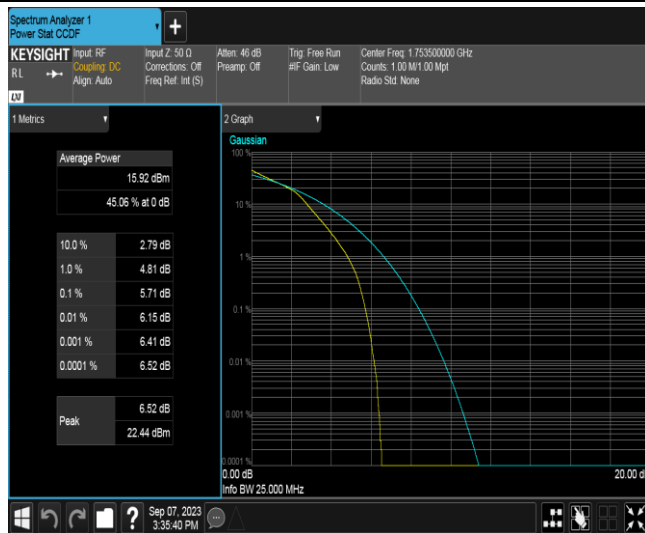 Spectrum Analyzer 1
Power Stat CCDF
+
KEYSIGHT
RL
Input: RF
Coupling: DC
Align: Auto
Input Z: 50 Ω
Corrections: Off
Freq Ref: Int (S)
Atten: 46 dB
Preamp: Off
Trig: Free Run
#IF Gain: Low
Center Freq: 1.753500000 GHz
Counts: 1.00 M/1.00 Mpt
Radio Std: None
LXI
1 Metrics
Average Power
15.92 dBm
45.06 % at 0 dB
10.0 % 2.79 dB
1.0 % 4.81 dB
0.1 % 5.71 dB
0.01 % 6.15 dB
0.001 % 6.41 dB
0.0001 % 6.52 dB
Peak
6.52 dB
22.44 dBm
2 Graph
Gaussian
100 %
10 %
1 %
0.1 %
0.01 %
0.001 %
0.0001 %
0.00 dB
20.00 d
Info BW 25.000 MHz
?
Sep 07, 2023
3:35:40 PM